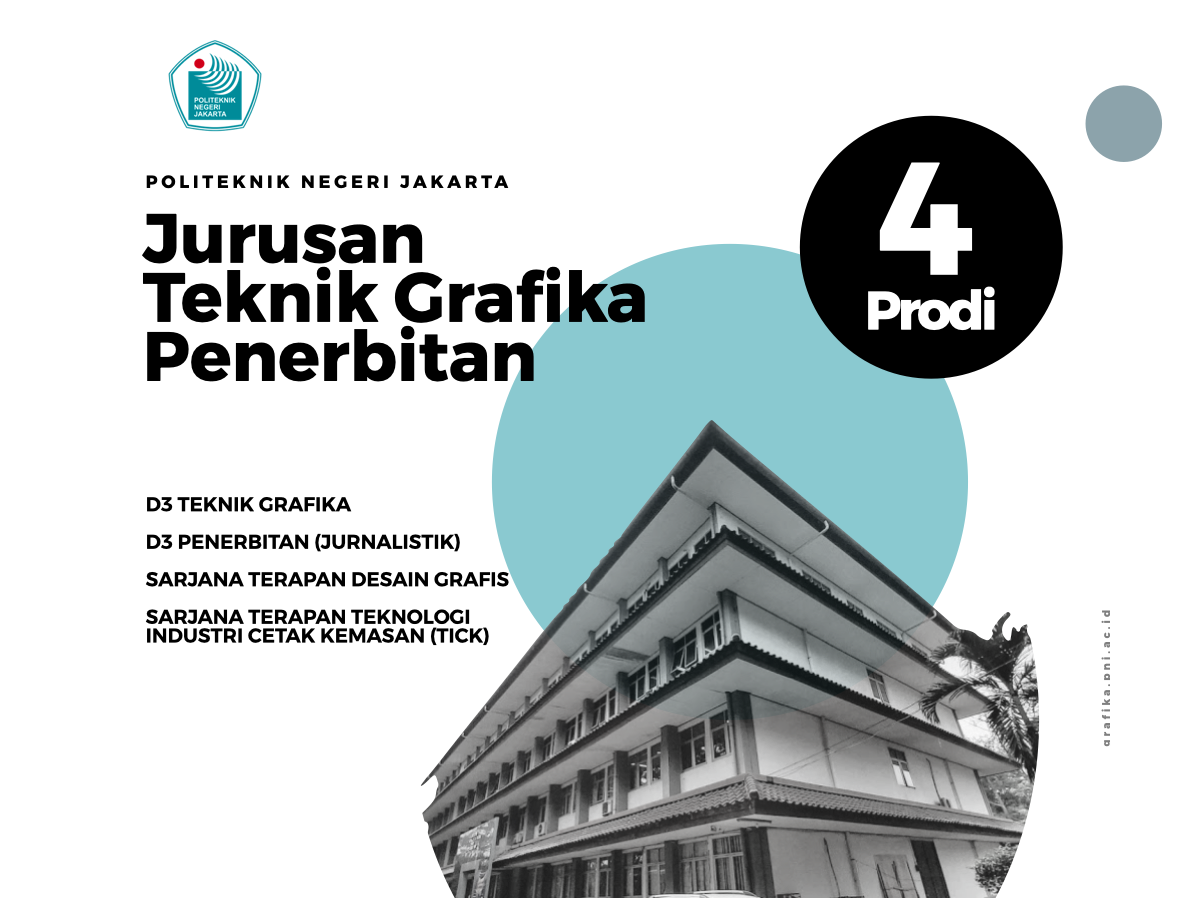 POLITEKNIK
NEGERI
JAKARTA
POLITEKNIK NEGERI JAKARTA
Jurusan
Teknik Grafika
Penerbitan
4
Prodi
D3 TEKNIK GRAFIKA
D3 PENERBITAN (JURNALISTIK)
SARJANA TERAPAN DESAIN GRAFIS
SARJANA TERAPAN TEKNOLOGI
INDUSTRI CETAK KEMASAN (TICK)
grafika.pnj.ac.id